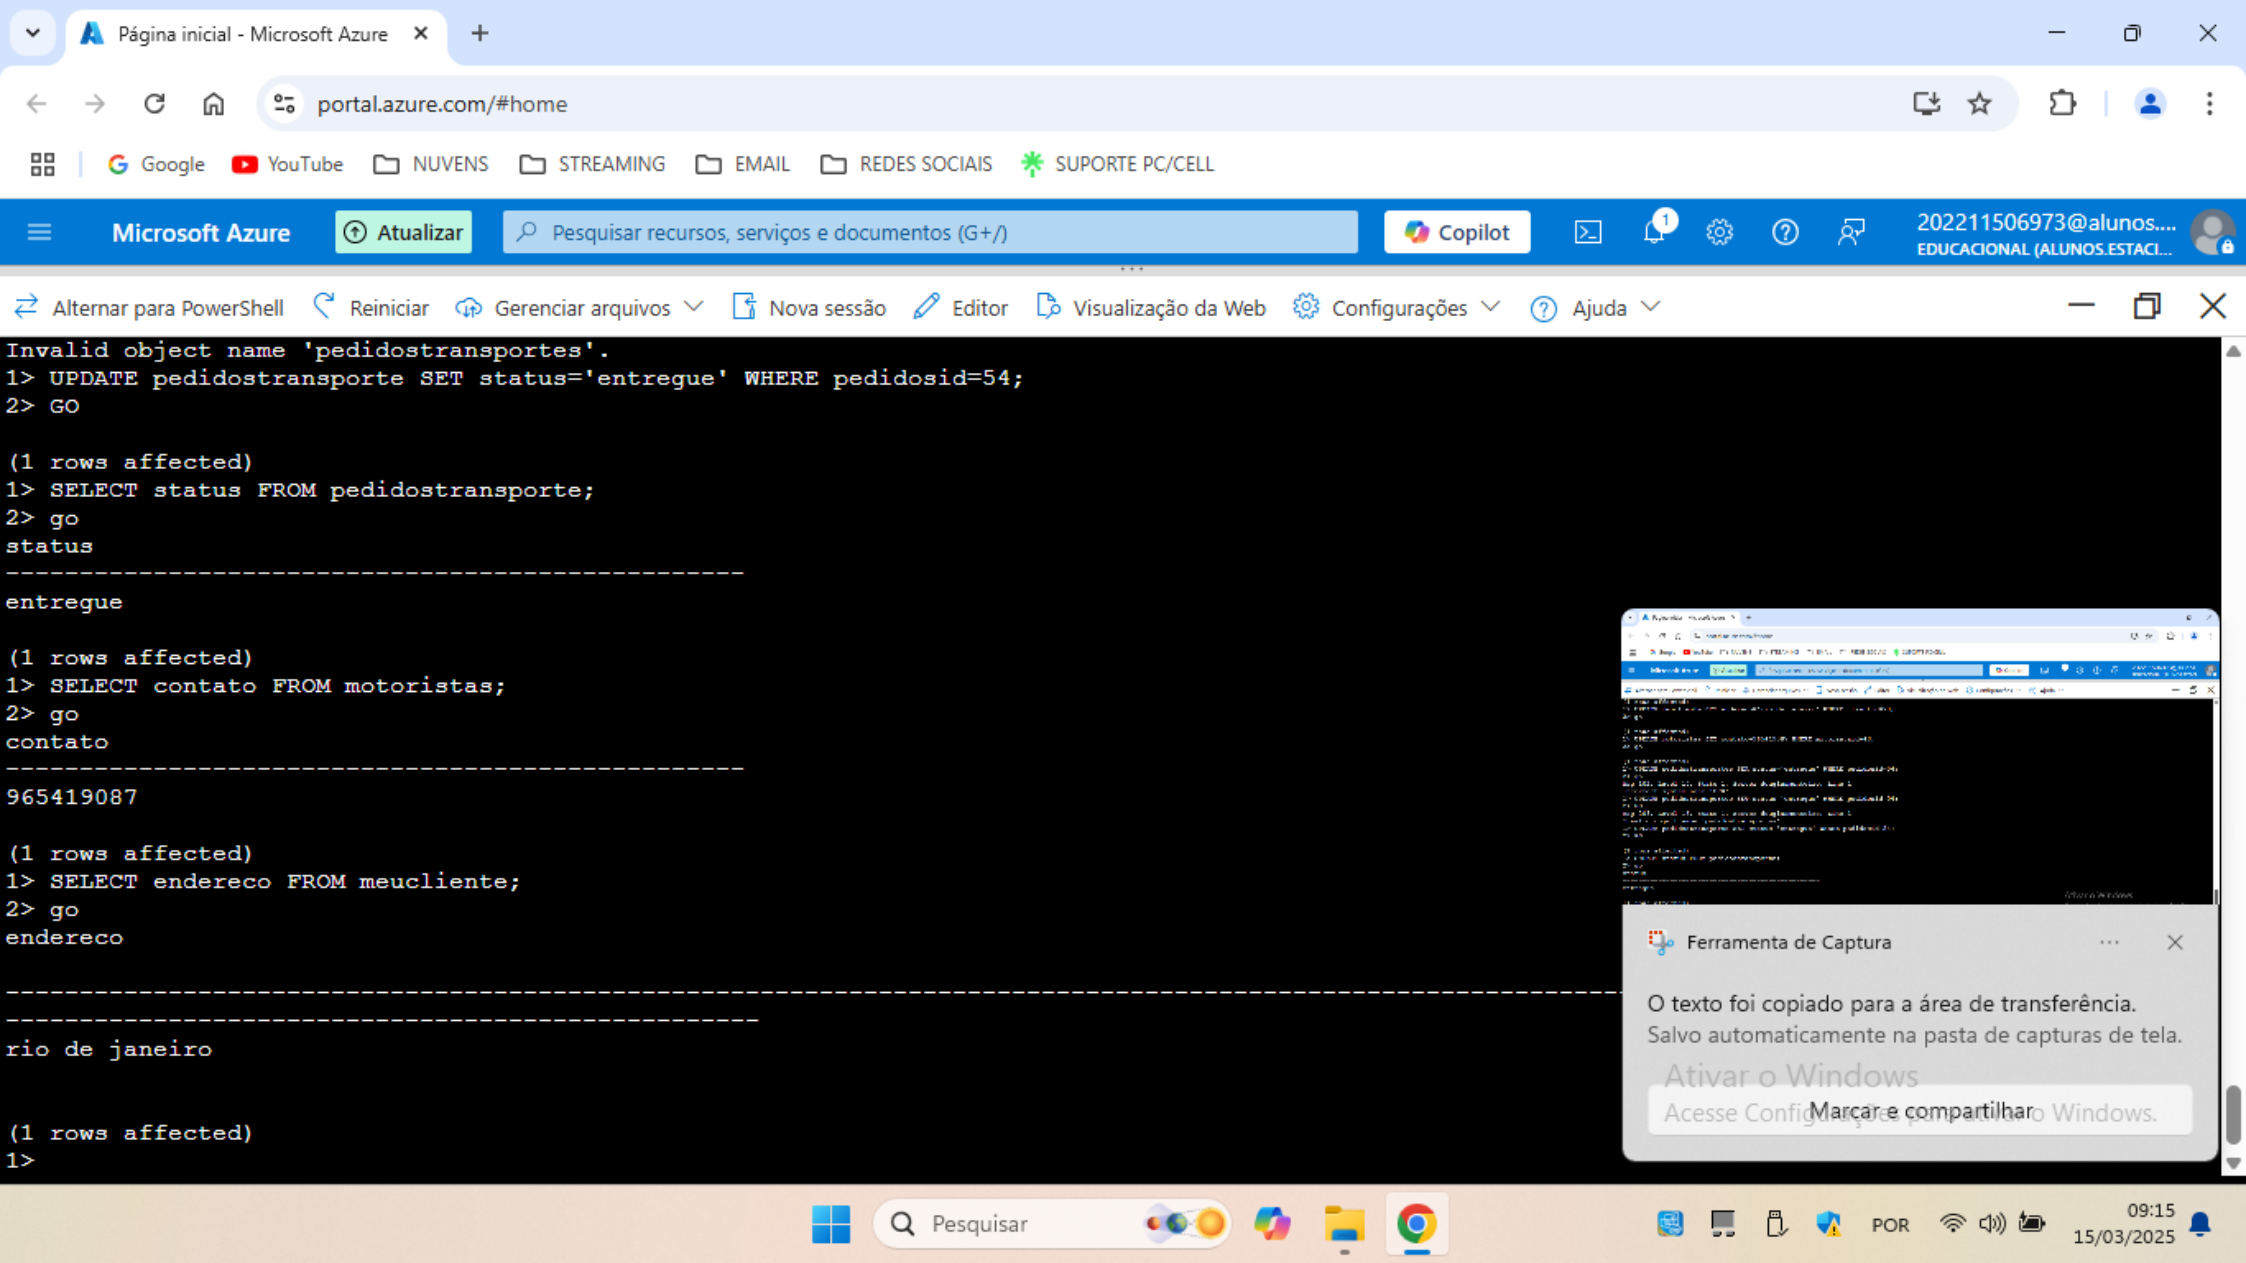 Página inicial - Microsoft Azure
portal.azure.com/#home
Google YouTube NUVENS STREAMING EMAIL REDES SOCIAIS SUPORTE PC/CELL
Microsoft Azure Atualizar Pesquisar recursos, serviços e documentos (G+/) Copilot 1 202211506973@alunos....
EDUCACIONAL (ALUNOS.ESTACI...
Alternar para PowerShell Reiniciar Gerenciar arquivos Nova sessão Editor Visualização da Web Configurações Ajuda
Invalid object name 'pedidostransportes'.
1> UPDATE pedidostransporte SET status='entregue' WHERE pedidosid=54;
2> GO
(1 rows affected)
1> SELECT status FROM pedidostransporte;
2> go
status
--------------------------------------------------
entregue
(1 rows affected)
1> SELECT contato FROM motoristas;
2> go
contato
--------------------------------------------------
965419087
(1 rows affected)
1> SELECT endereco FROM meucliente;
2> go
endereco
rio de janeiro
(1 rows affected)
1>
Ferramenta de Captura
O texto foi copiado para a área de transferência.
Salvo automaticamente na pasta de capturas de tela.
Ativar o Windows
Acesse Configurações para ativar o Windows.
Marcar e compartilhar
Pesquisar
POR
09:15
15/03/2025